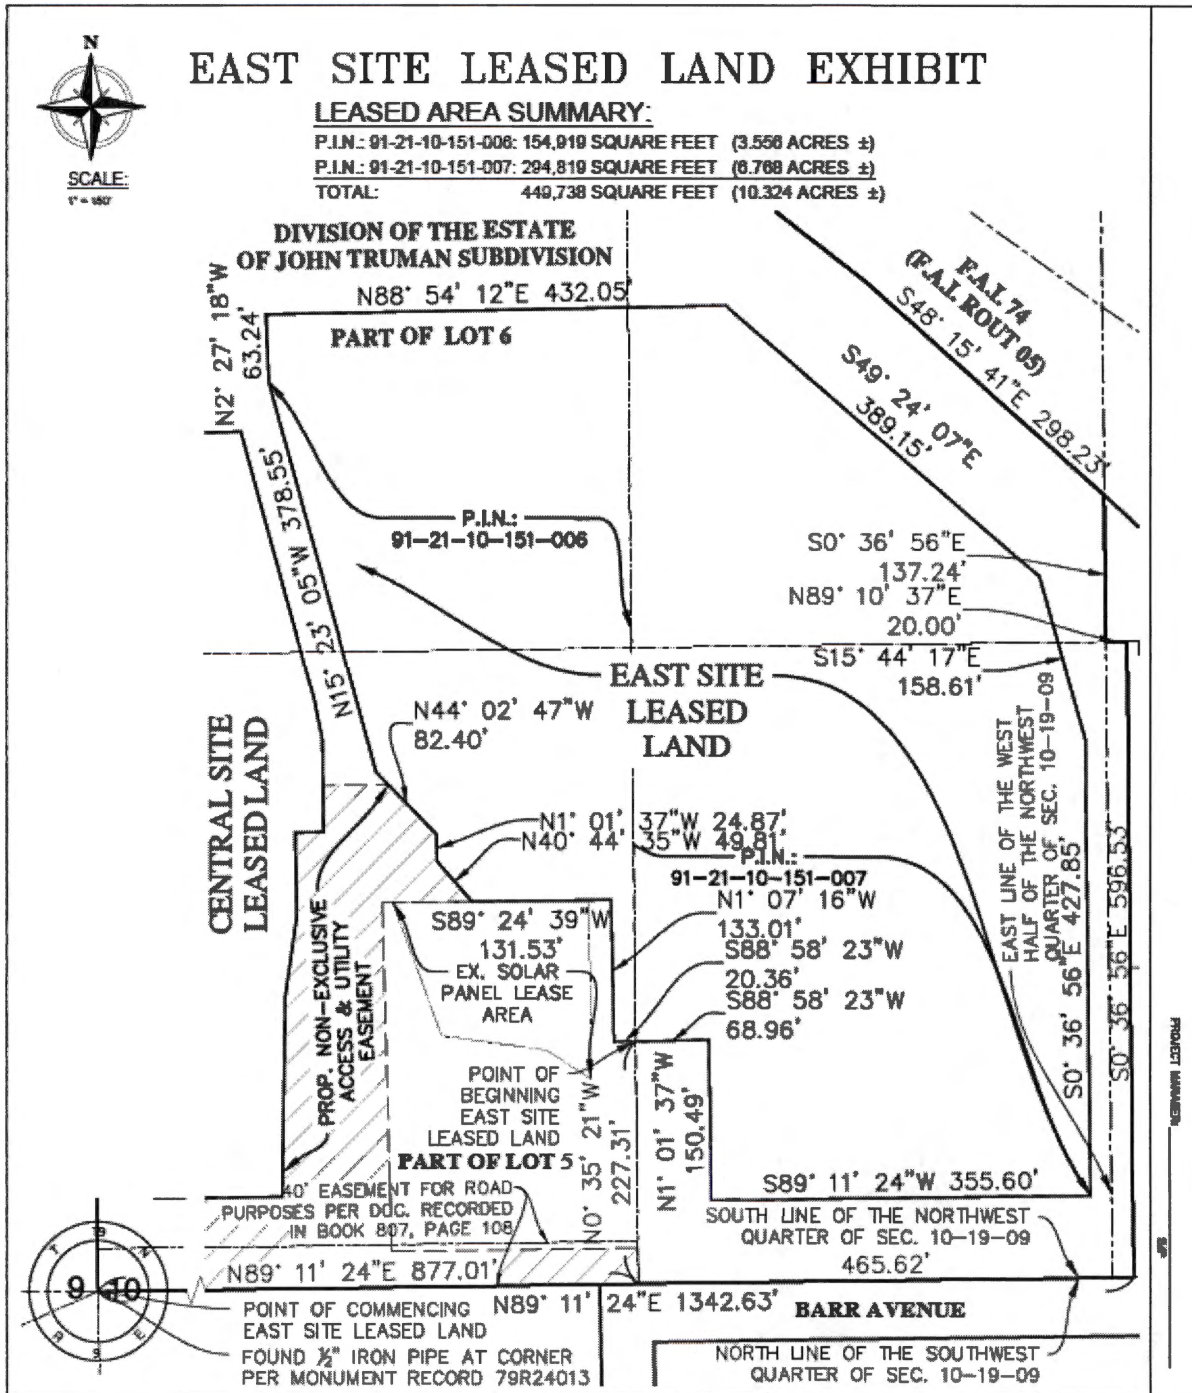 N
EAST SITE LEASED LAND EXHIBIT
LEASED AREA SUMMARY:
P.I.N.: 91-21-10-151-006: 154,919 SQUARE FEET (3.556 ACRES ±)
P.I.N.: 91-21-10-151-007: 294,819 SQUARE FEET (6.768 ACRES ±)
TOTAL: 449,738 SQUARE FEET (10.324 ACRES ±)
SCALE:
1" = 150'
DIVISION OF THE ESTATE
OF JOHN TRUMAN SUBDIVISION
N88° 54' 12"E 432.05'
PART OF LOT 6
N2° 27' 18"W
63.24'
F.A.I. 74
(F.A.I. ROUT 05)
S48° 15' 41"E 298.23'
S49° 24' 07"E
389.15'
N15° 23' 05"W 378.55'
P.I.N.:
91-21-10-151-006
S0° 36' 56"E
137.24'
N89° 10' 37"E
20.00'
S15° 44' 17"E
158.61'
EAST SITE
LEASED
LAND
N44° 02' 47"W
82.40'
CENTRAL SITE
LEASED LAND
N1° 01' 37"W 24.87'
N40° 44' 35"W 49.81'
P.I.N.:
91-21-10-151-007
EAST LINE OF THE WEST
HALF OF THE NORTHWEST
QUARTER OF SEC. 10-19-09
S0° 36' 56"E 427.85'
S0° 36' 56"E 596.53'
N1° 07' 16"W
133.01'
S89° 24' 39"W
131.53'
S88° 58' 23"W
20.36'
S88° 58' 23"W
68.96'
EX. SOLAR
PANEL LEASE
AREA
PROP. NON-EXCLUSIVE
ACCESS & UTILITY
EASEMENT
POINT OF
BEGINNING
EAST SITE
LEASED LAND
N0° 35' 21"W
227.31'
N1° 01' 37"W
150.49'
PART OF LOT 5
S89° 11' 24"W 355.60'
40' EASEMENT FOR ROAD
PURPOSES PER DOC. RECORDED
IN BOOK 807, PAGE 108
SOUTH LINE OF THE NORTHWEST
QUARTER OF SEC. 10-19-09
465.62'
N89° 11' 24"E 877.01'
9 10
POINT OF COMMENCING
EAST SITE LEASED LAND
N89° 11' 24"E 1342.63'
BARR AVENUE
FOUND ½" IRON PIPE AT CORNER
PER MONUMENT RECORD 79R24013
NORTH LINE OF THE SOUTHWEST
QUARTER OF SEC. 10-19-09
PROJECT MANAGER: